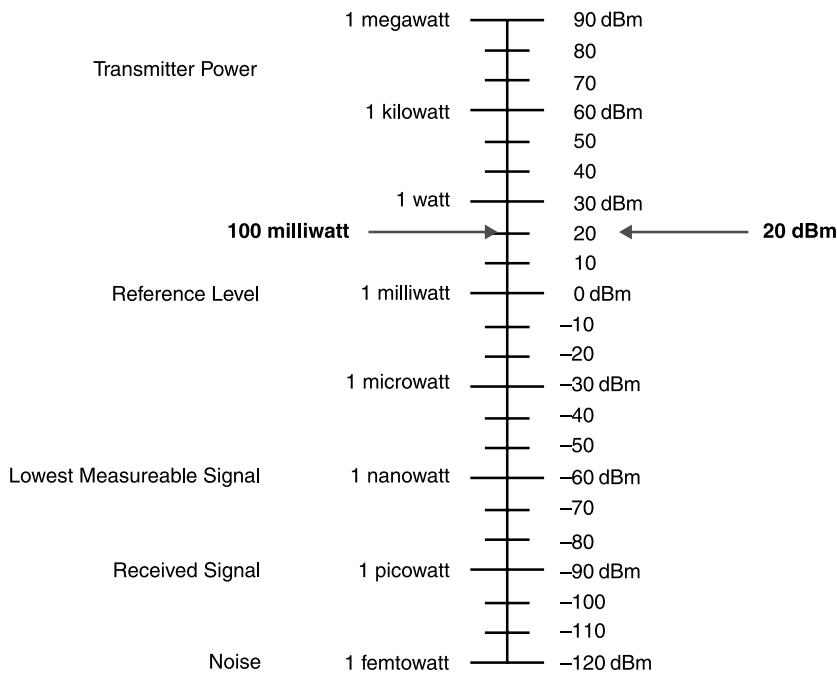 1 megawatt 90 dBm
80
Transmitter Power
70
1 kilowatt 60 dBm
50
40
1 watt 30 dBm
100 milliwatt 20 20 dBm
10
Reference Level 1 milliwatt 0 dBm
–10
–20
1 microwatt –30 dBm
–40
–50
Lowest Measureable Signal 1 nanowatt –60 dBm
–70
–80
Received Signal 1 picowatt –90 dBm
–100
–110
Noise 1 femtowatt –120 dBm